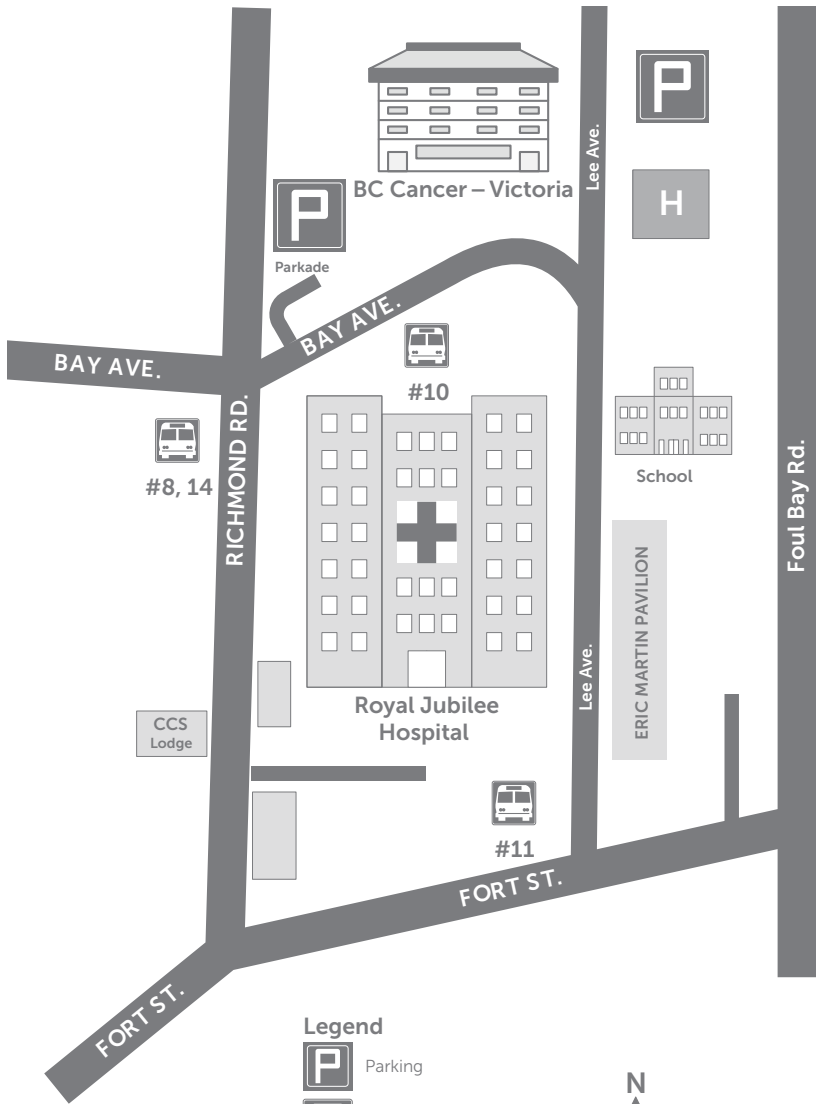 P
Lee Ave.
P
BC Cancer – Victoria
H
Parkade
BAY AVE.
BAY AVE.
#10
RICHMOND RD.
#8, 14
School
Foul Bay Rd.
ERIC MARTIN PAVILION
Lee Ave.
Royal Jubilee
Hospital
CCS
Lodge
#11
FORT ST.
FORT ST.
Legend
P Parking
N